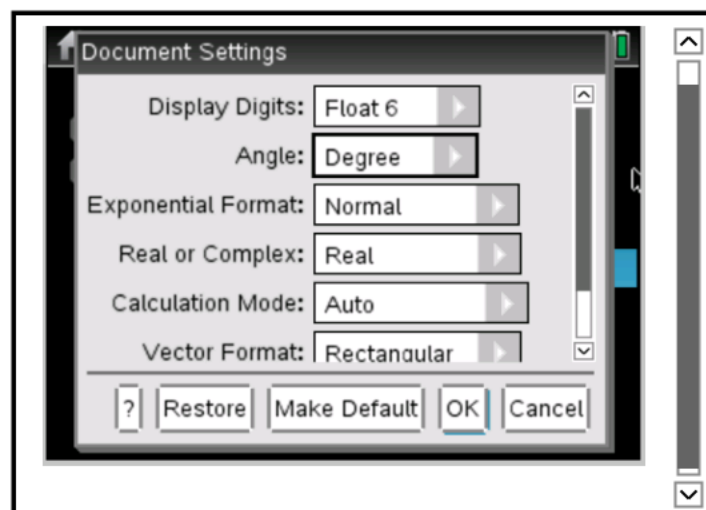 Document Settings
Display Digits: Float 6
Angle: Degree
Exponential Format: Normal
Real or Complex: Real
Calculation Mode: Auto
Vector Format: Rectangular
? Restore Make Default OK Cancel